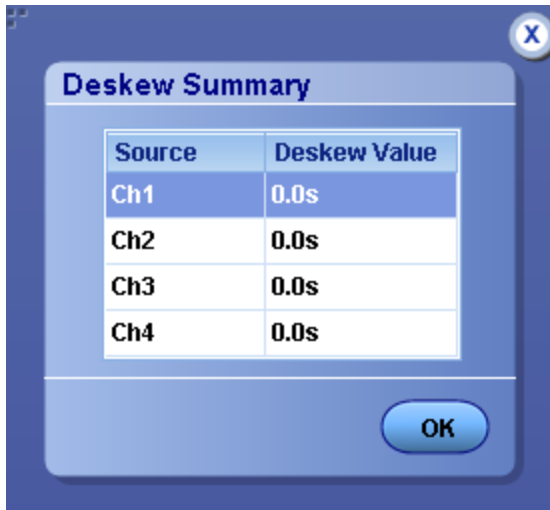 X
Deskew Summary
Source Deskew Value
Ch1 0.0s
Ch2 0.0s
Ch3 0.0s
Ch4 0.0s
OK